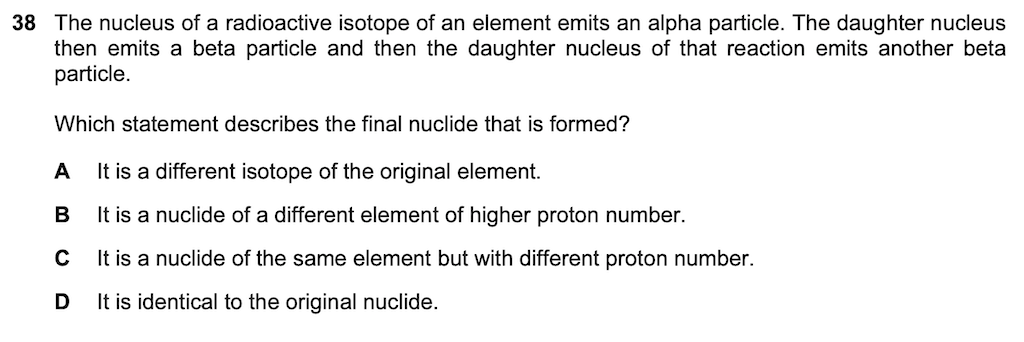 38 The nucleus of a radioactive isotope of an element emits an alpha particle. The daughter nucleus
then emits a beta particle and then the daughter nucleus of that reaction emits another beta
particle.
Which statement describes the final nuclide that is formed?
A It is a different isotope of the original element.
B It is a nuclide of a different element of higher proton number.
C It is a nuclide of the same element but with different proton number.
D It is identical to the original nuclide.